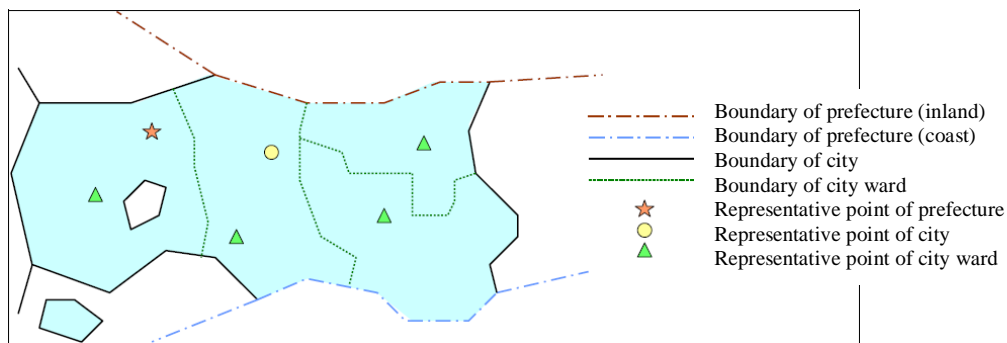 Boundary of prefecture (inland)
Boundary of prefecture (coast)
Boundary of city
Boundary of city ward
Representative point of prefecture
Representative point of city
Representative point of city ward